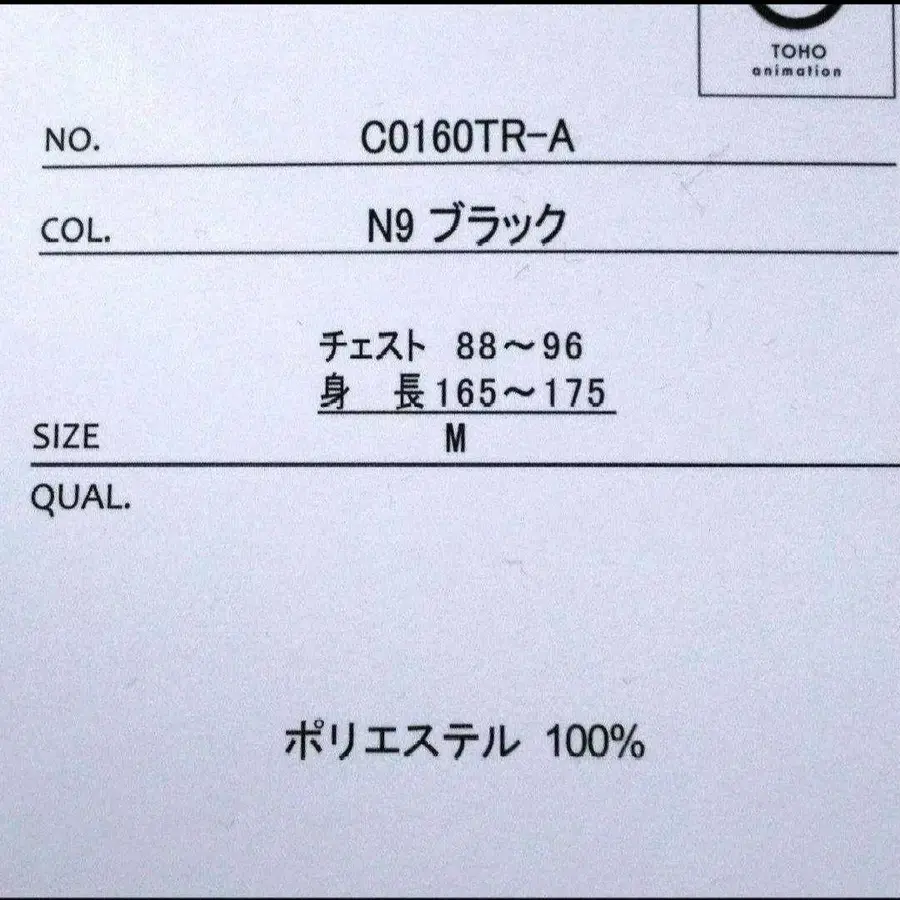 TOHO
animation
NO. C0160TR-A
COL. N9 ブラック
チェスト 88～96
身 長165～175
SIZE M
QUAL.
ポリエステル 100%